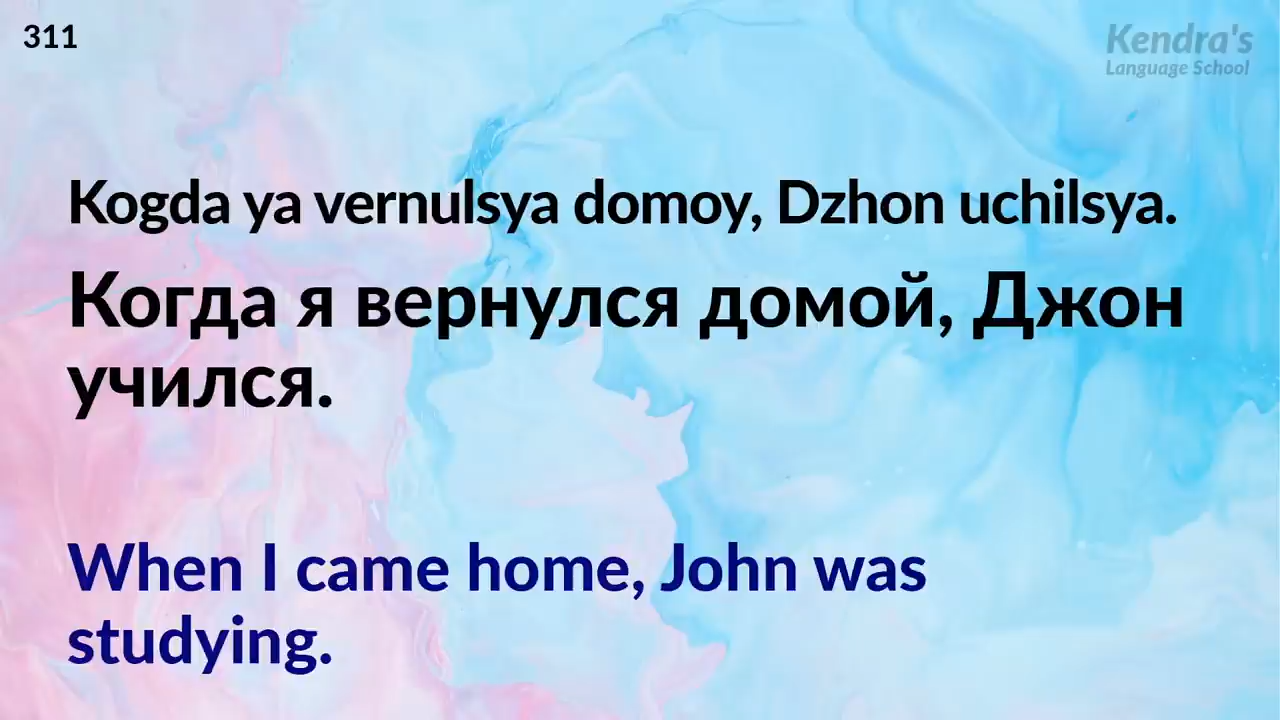 311
Kendra's
Language School
Kogda ya vernulsya domoy, Dzhon uchilsya.
Когда я вернулся домой, Джон
учился.
When I came home, John was
studying.